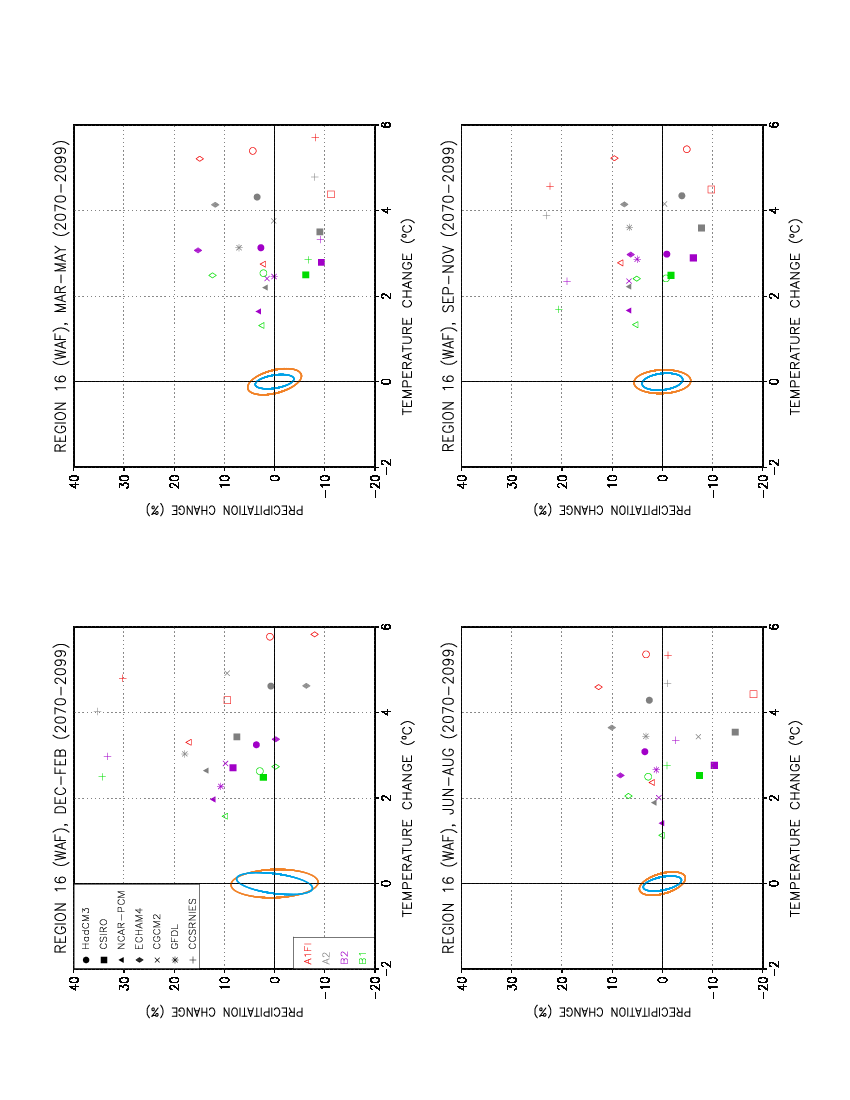 REGION 16 (WAF), DEC-FEB (2070-2099)
40
30
20
10
0
-10
-20
PRECIPITATION CHANGE (%)
-2
0
2
4
6
TEMPERATURE CHANGE (ºC)
HadCM3
CSIRO
NCAR-PCM
ECHAM4
CGCM2
GFDL
CCSRNIES
A1FI
A2
B2
B1
REGION 16 (WAF), MAR-MAY (2070-2099)
40
30
20
10
0
-10
-20
PRECIPITATION CHANGE (%)
-2
0
2
4
6
TEMPERATURE CHANGE (ºC)
REGION 16 (WAF), JUN-AUG (2070-2099)
40
30
20
10
0
-10
-20
PRECIPITATION CHANGE (%)
-2
0
2
4
6
TEMPERATURE CHANGE (ºC)
REGION 16 (WAF), SEP-NOV (2070-2099)
40
30
20
10
0
-10
-20
PRECIPITATION CHANGE (%)
-2
0
2
4
6
TEMPERATURE CHANGE (ºC)